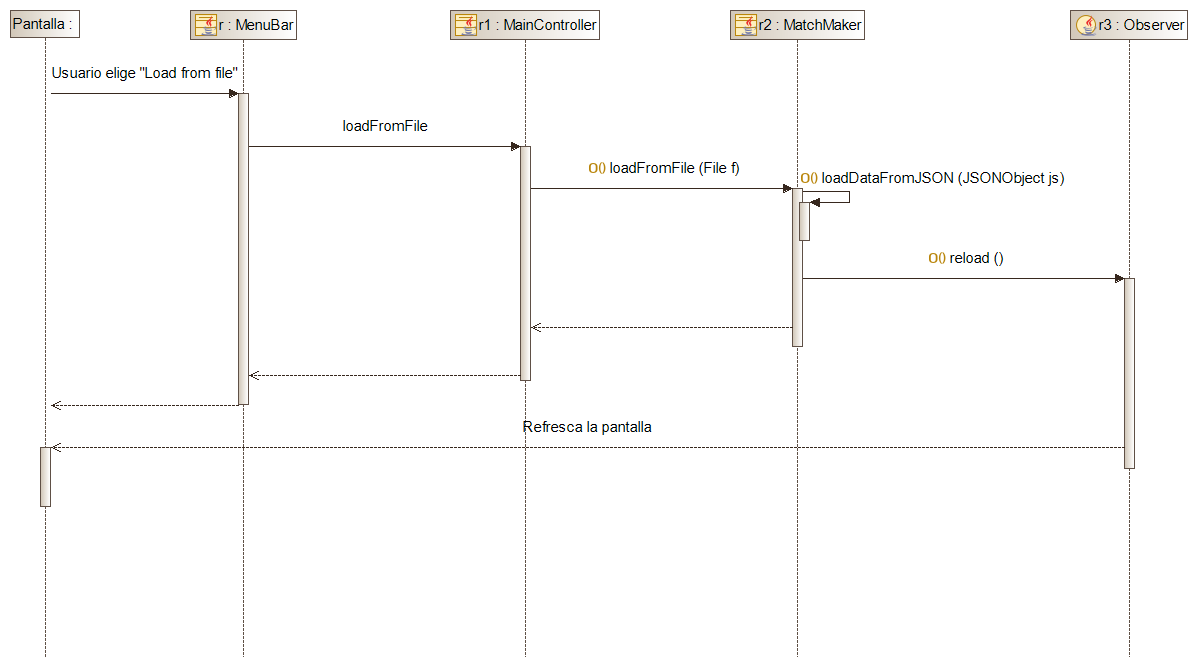 Pantalla :
r : MenuBar
r1 : MainController
r2 : MatchMaker
r3 : Observer
Usuario elige "Load from file"
loadFromFile
O() loadFromFile (File f)
O() loadDataFromJSON (JSONObject js)
O() reload ()
Refresca la pantalla